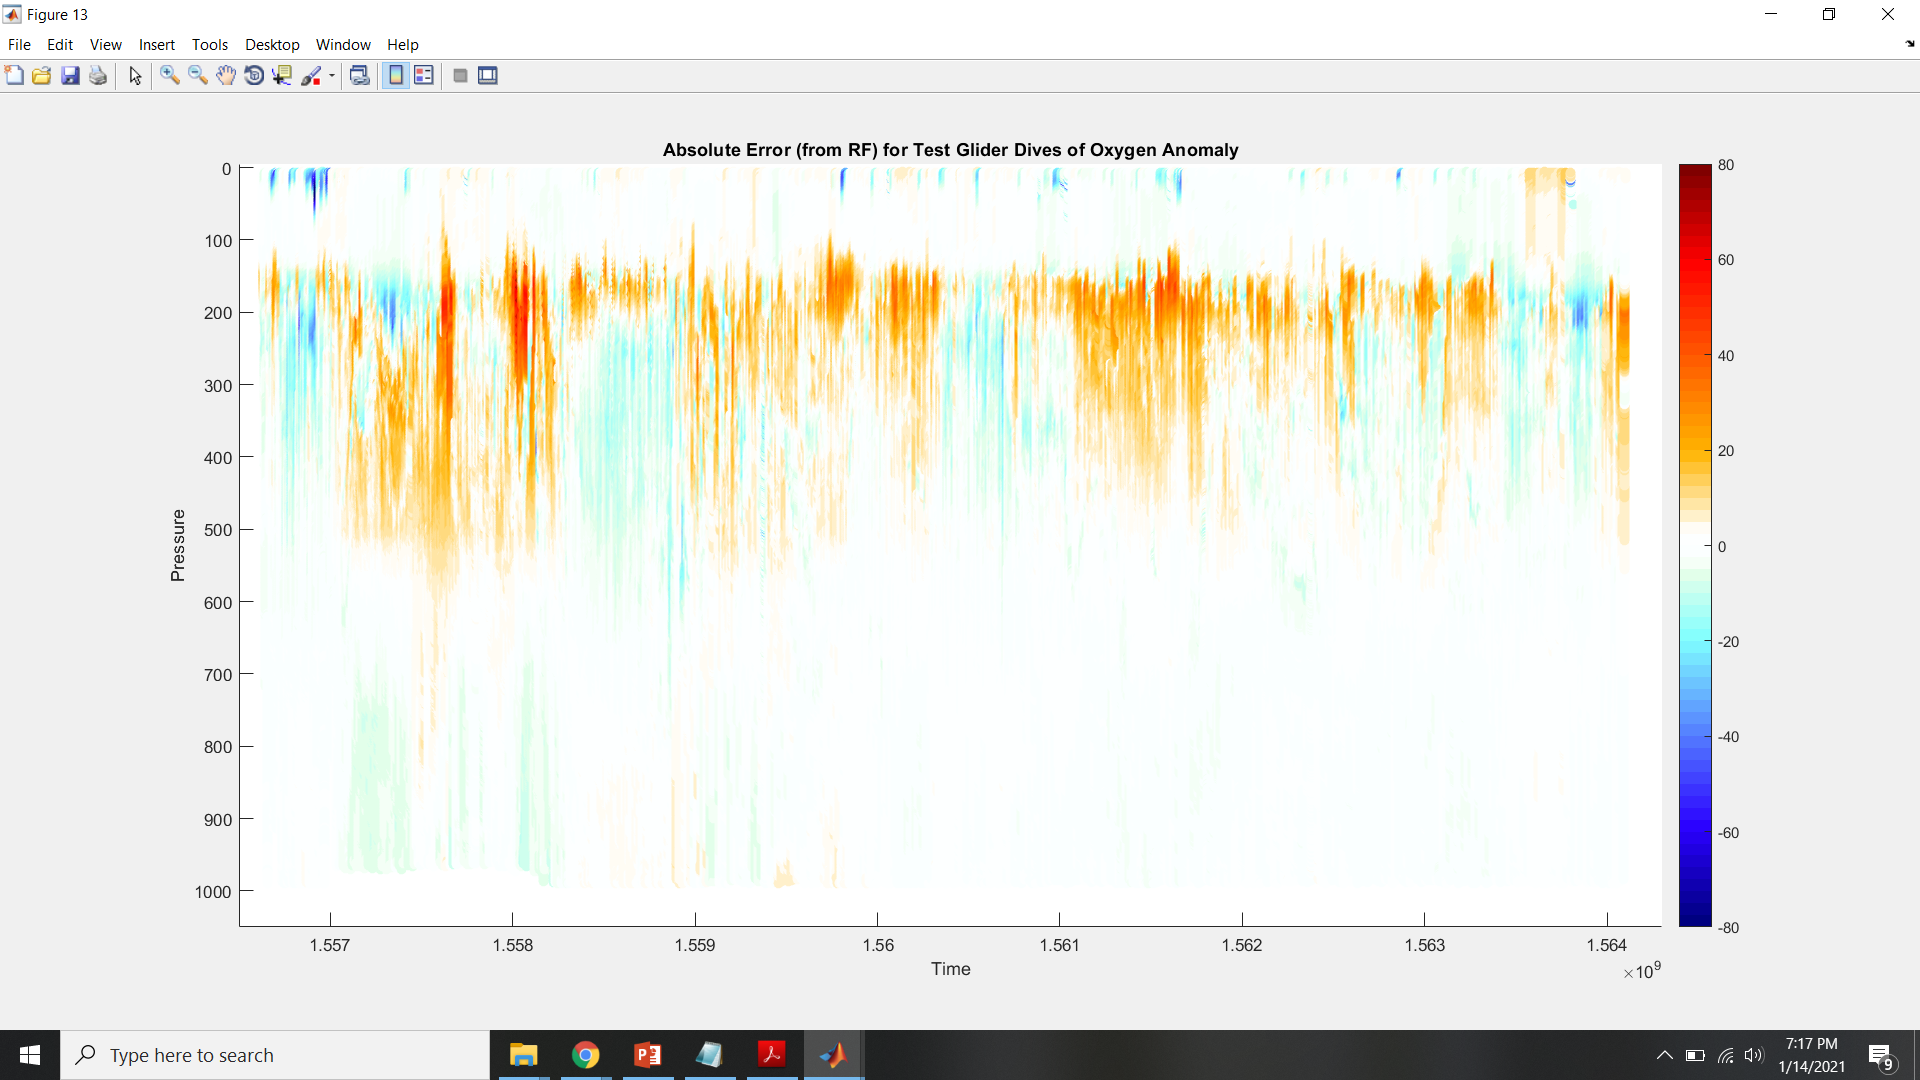 Figure 13
File Edit View Insert Tools Desktop Window Help
Absolute Error (from RF) for Test Glider Dives of Oxygen Anomaly
0
100
200
300
400
500
600
700
800
900
1000
Pressure
1.557 1.558 1.559 1.56 1.561 1.562 1.563 1.564
×10⁹
Time
80
60
40
20
0
-20
-40
-60
-80
Type here to search
7:17 PM
1/14/2021
9